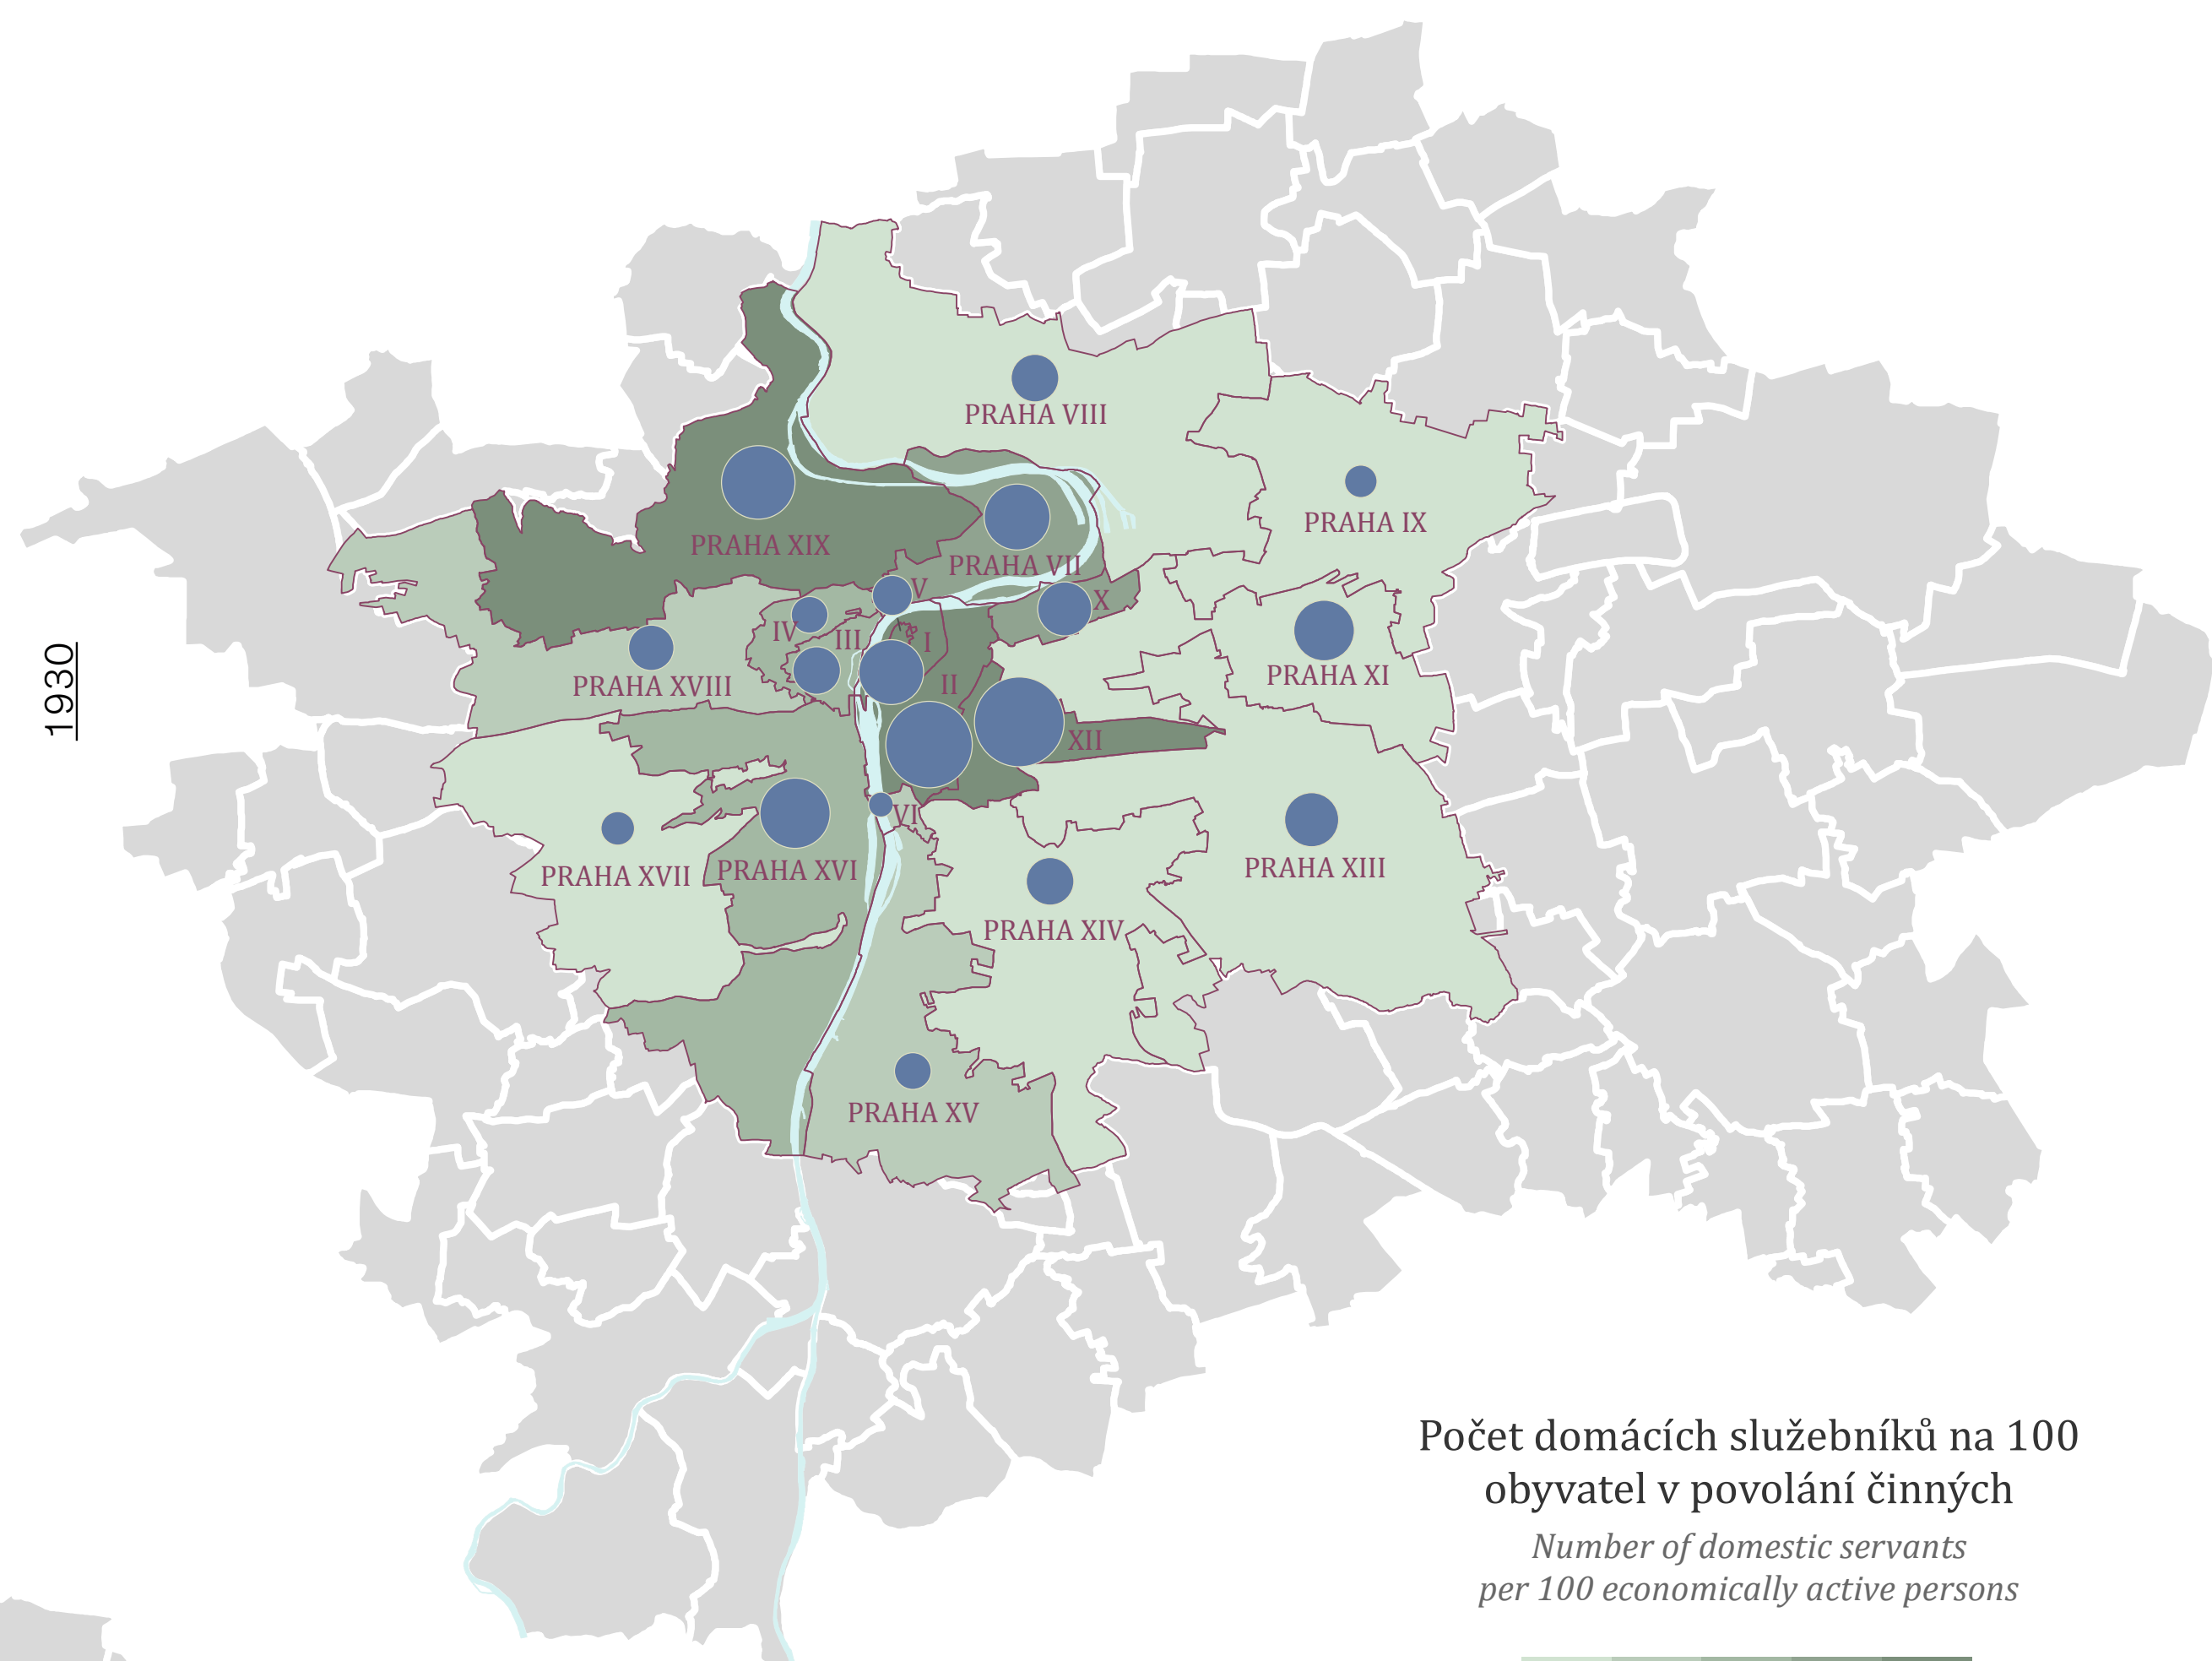 1930
PRAHA VIII
PRAHA IX
PRAHA XIX
PRAHA VII
V
X
IV
III
I
PRAHA XVIII
II
PRAHA XI
XII
VI
PRAHA XVII
PRAHA XVI
PRAHA XIII
PRAHA XIV
PRAHA XV
Počet domácích služebníků na 100
obyvatel v povolání činných
Number of domestic servants
per 100 economically active persons